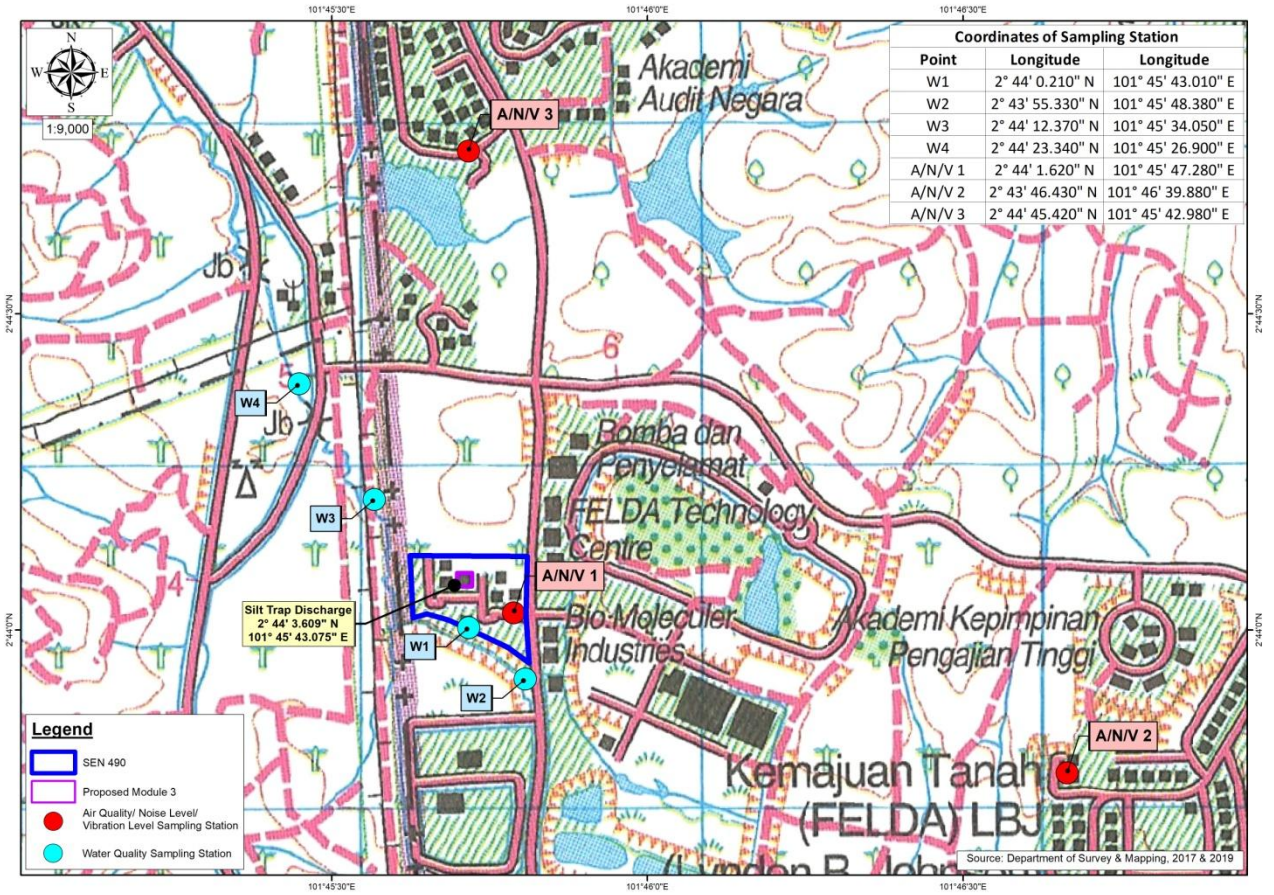 101°45'30"E 101°46'0"E 101°46'30"E
N
W E
S
1:9,000
Coordinates of Sampling Station
Point Longitude Longitude
W1 2° 44' 0.210" N 101° 45' 43.010" E
W2 2° 43' 55.330" N 101° 45' 48.380" E
W3 2° 44' 12.370" N 101° 45' 34.050" E
W4 2° 44' 23.340" N 101° 45' 26.900" E
A/N/V 1 2° 44' 1.620" N 101° 45' 47.280" E
A/N/V 2 2° 43' 46.430" N 101° 46' 39.880" E
A/N/V 3 2° 44' 45.420" N 101° 45' 42.980" E
Akademi
Audit Negara
A/N/V 3
Jb
2°44'30"N
2°44'30"N
6
W4
Jb
Bomba dan
Penyelamat
W3
FELDA Technology
Centre
4
A/N/V 1
Silt Trap Discharge
2° 44' 3.609" N
101° 45' 43.075" E
Bio-Moleculer
Industries
Akademi Kepimpinan
Pengajian Tinggi
2°44'0"N
2°44'0"N
W1
W2
A/N/V 2
Kemajuan Tanah
(FELDA) LBJ
Legend
SEN 490
Proposed Module 3
Air Quality/ Noise Level/
Vibration Level Sampling Station
Water Quality Sampling Station
Source: Department of Survey & Mapping, 2017 & 2019
101°45'30"E 101°46'0"E 101°46'30"E